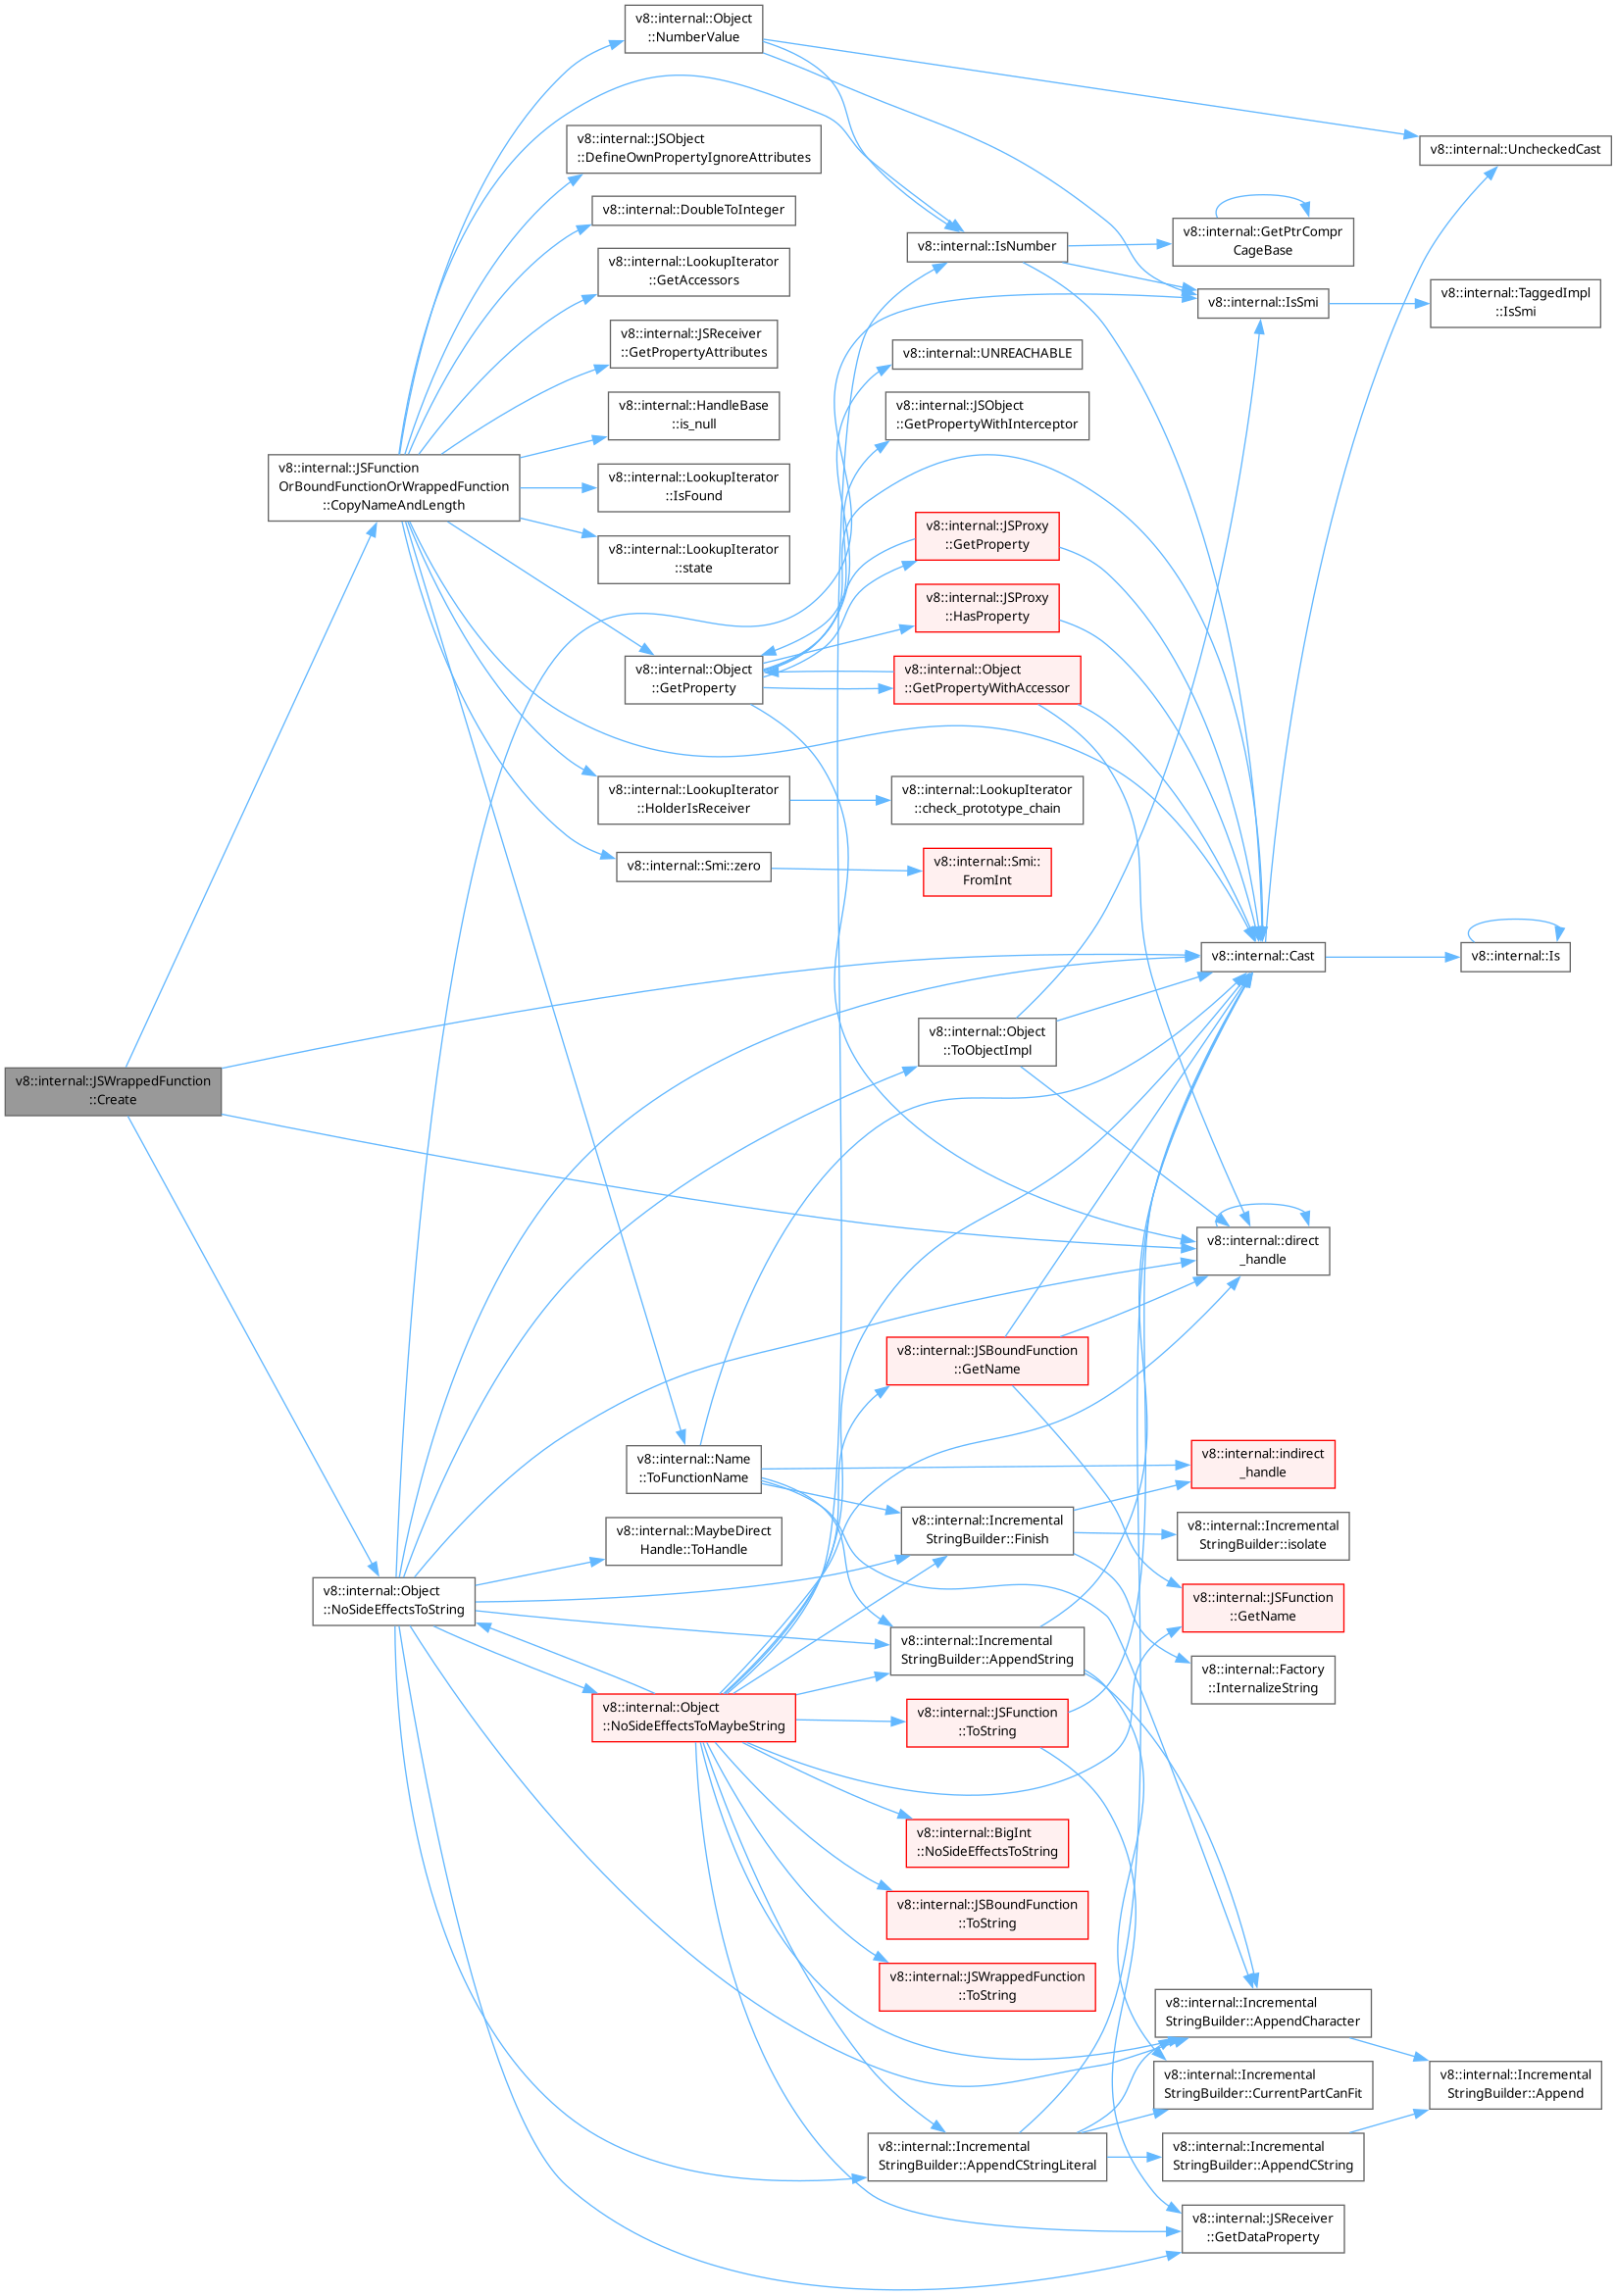 v8::internal::Object
::NumberValue
v8::internal::JSObject
::DefineOwnPropertyIgnoreAttributes
v8::internal::UncheckedCast
v8::internal::DoubleToInteger
v8::internal::GetPtrCompr
CageBase
v8::internal::IsNumber
v8::internal::LookupIterator
::GetAccessors
v8::internal::IsSmi
v8::internal::TaggedImpl
::IsSmi
v8::internal::JSReceiver
::GetPropertyAttributes
v8::internal::UNREACHABLE
v8::internal::HandleBase
::is_null
v8::internal::JSObject
::GetPropertyWithInterceptor
v8::internal::JSFunction
OrBoundFunctionOrWrappedFunction
::CopyNameAndLength
v8::internal::LookupIterator
::IsFound
v8::internal::JSProxy
::GetProperty
v8::internal::LookupIterator
::state
v8::internal::JSProxy
::HasProperty
v8::internal::Object
::GetProperty
v8::internal::Object
::GetPropertyWithAccessor
v8::internal::LookupIterator
::HolderIsReceiver
v8::internal::LookupIterator
::check_prototype_chain
v8::internal::Smi::zero
v8::internal::Smi::
FromInt
v8::internal::Cast
v8::internal::Is
v8::internal::Object
::ToObjectImpl
v8::internal::JSWrappedFunction
::Create
v8::internal::direct
_handle
v8::internal::JSBoundFunction
::GetName
v8::internal::Name
::ToFunctionName
v8::internal::indirect
_handle
v8::internal::Incremental
StringBuilder::Finish
v8::internal::Incremental
StringBuilder::isolate
v8::internal::MaybeDirect
Handle::ToHandle
v8::internal::Object
::NoSideEffectsToString
v8::internal::JSFunction
::GetName
v8::internal::Incremental
StringBuilder::AppendString
v8::internal::Factory
::InternalizeString
v8::internal::Object
::NoSideEffectsToMaybeString
v8::internal::JSFunction
::ToString
v8::internal::BigInt
::NoSideEffectsToString
v8::internal::JSBoundFunction
::ToString
v8::internal::JSWrappedFunction
::ToString
v8::internal::Incremental
StringBuilder::AppendCharacter
v8::internal::Incremental
StringBuilder::CurrentPartCanFit
v8::internal::Incremental
StringBuilder::Append
v8::internal::Incremental
StringBuilder::AppendCStringLiteral
v8::internal::Incremental
StringBuilder::AppendCString
v8::internal::JSReceiver
::GetDataProperty